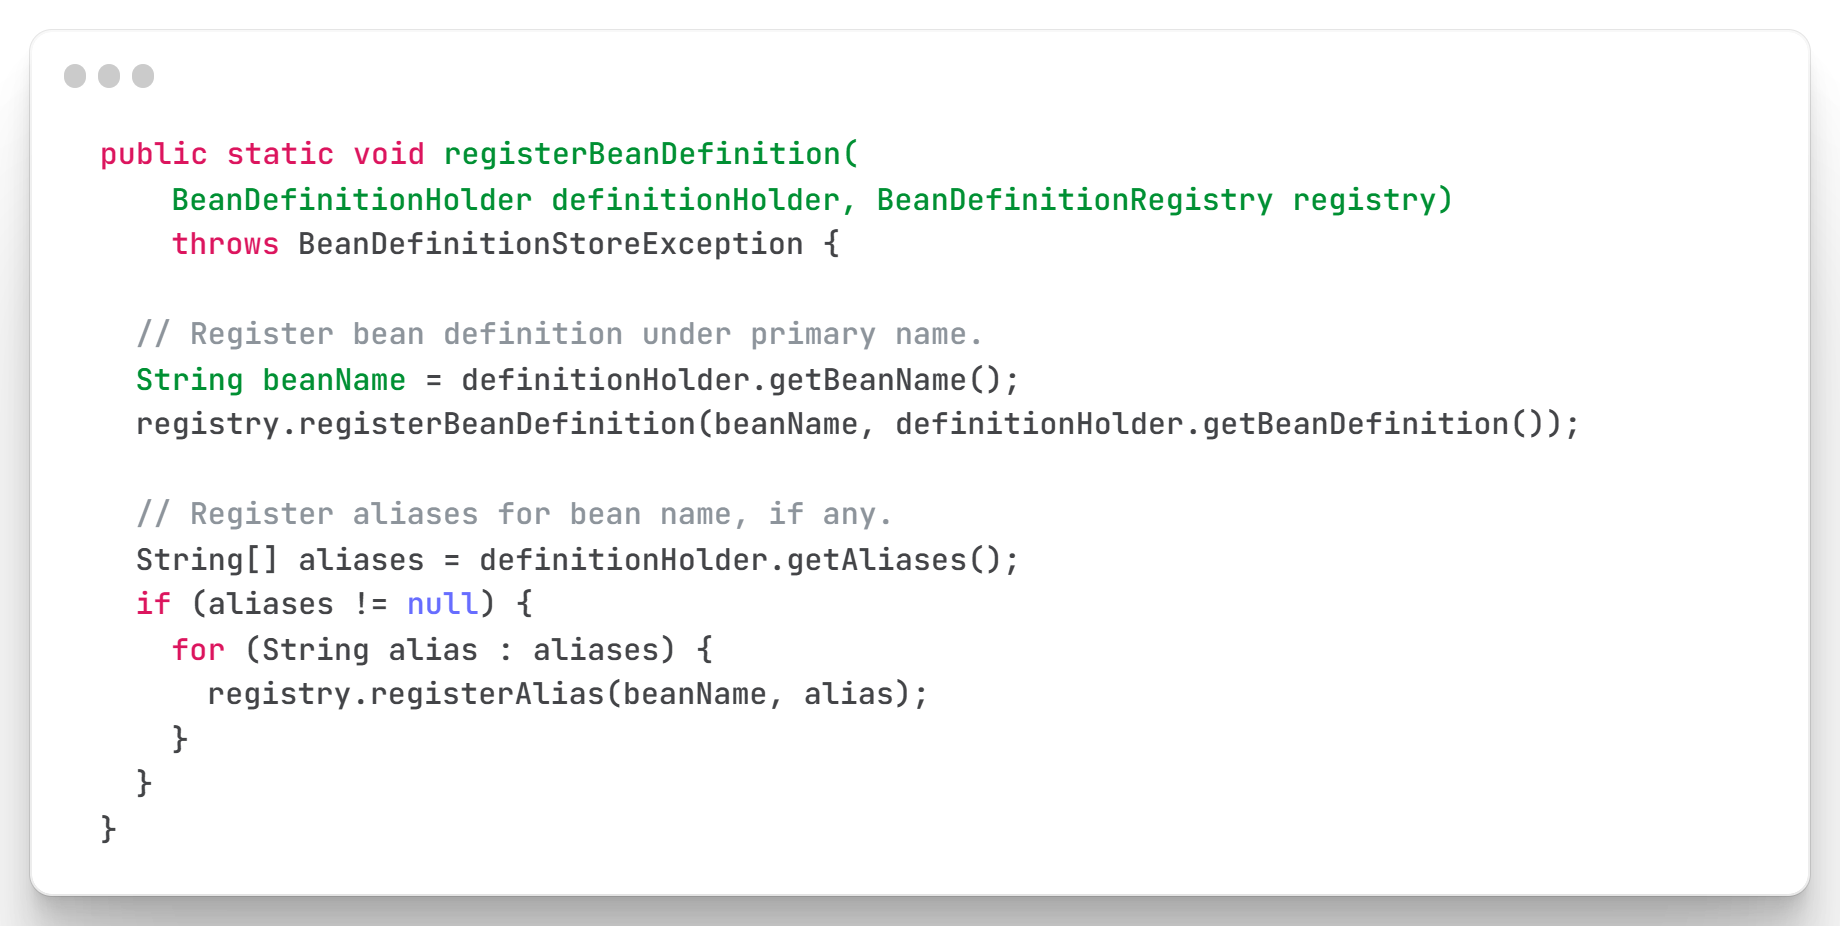 public static void registerBeanDefinition(
    BeanDefinitionHolder definitionHolder, BeanDefinitionRegistry registry)
    throws BeanDefinitionStoreException {

  // Register bean definition under primary name.
  String beanName = definitionHolder.getBeanName();
  registry.registerBeanDefinition(beanName, definitionHolder.getBeanDefinition());

  // Register aliases for bean name, if any.
  String[] aliases = definitionHolder.getAliases();
  if (aliases != null) {
    for (String alias : aliases) {
      registry.registerAlias(beanName, alias);
    }
  }
}